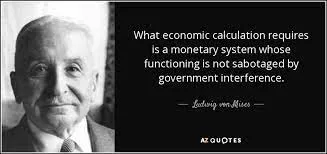 What economic calculation requires
is a monetary system whose
functioning is not sabotaged by
government interference.
Ludwig von Mises
AZ QUOTES